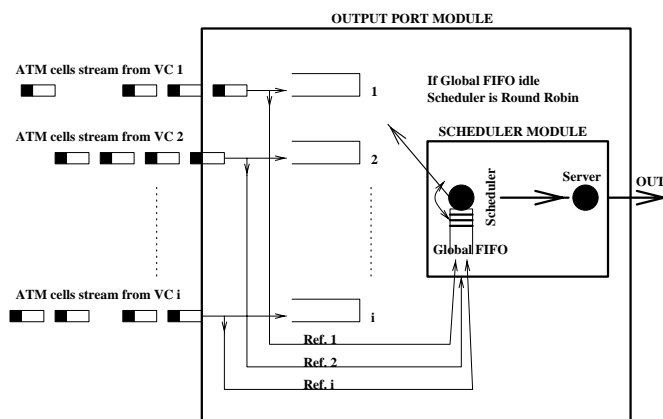 OUTPUT PORT MODULE
ATM cells stream from VC 1
1
If Global FIFO idle
Scheduler is Round Robin
ATM cells stream from VC 2
2
SCHEDULER MODULE
Server
OUT
Scheduler
Global FIFO
ATM cells stream from VC i
i
Ref. 1
Ref. 2
Ref. i